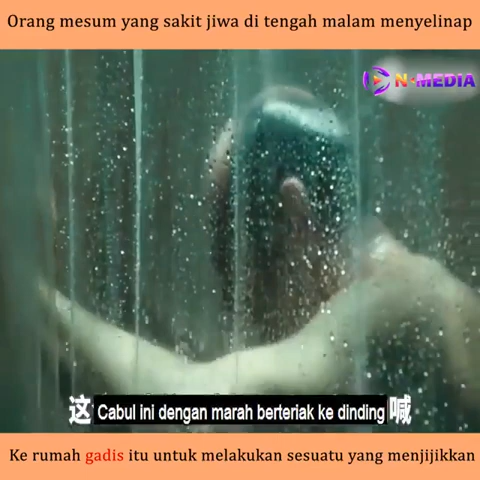 Orang mesum yang sakit jiwa di tengah malam menyelinap
N-MEDIA
这 Cabul ini dengan marah berteriak ke dinding 喊
Ke rumah gadis itu untuk melakukan sesuatu yang menjijikkan